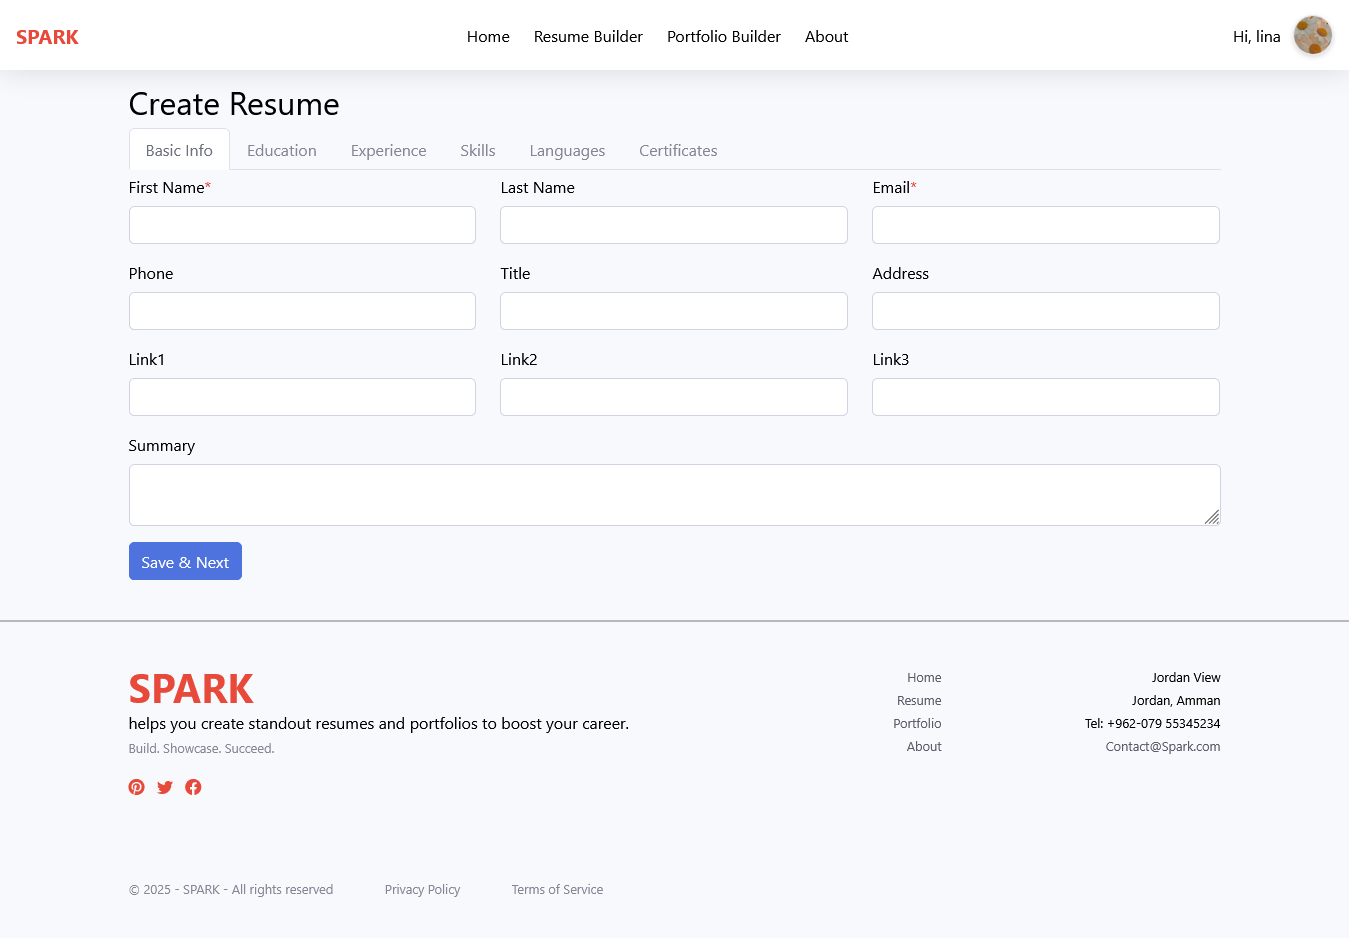 SPARK
Home Resume Builder Portfolio Builder About
Hi, lina
Create Resume
Basic Info Education Experience Skills Languages Certificates
First Name* Last Name Email*
Phone Title Address
Link1 Link2 Link3
Summary
Save & Next
SPARK
helps you create standout resumes and portfolios to boost your career.
Build. Showcase. Succeed.
Home
Resume
Portfolio
About
Jordan View
Jordan, Amman
Tel: +962-079 55345234
Contact@Spark.com
© 2025 - SPARK - All rights reserved Privacy Policy Terms of Service